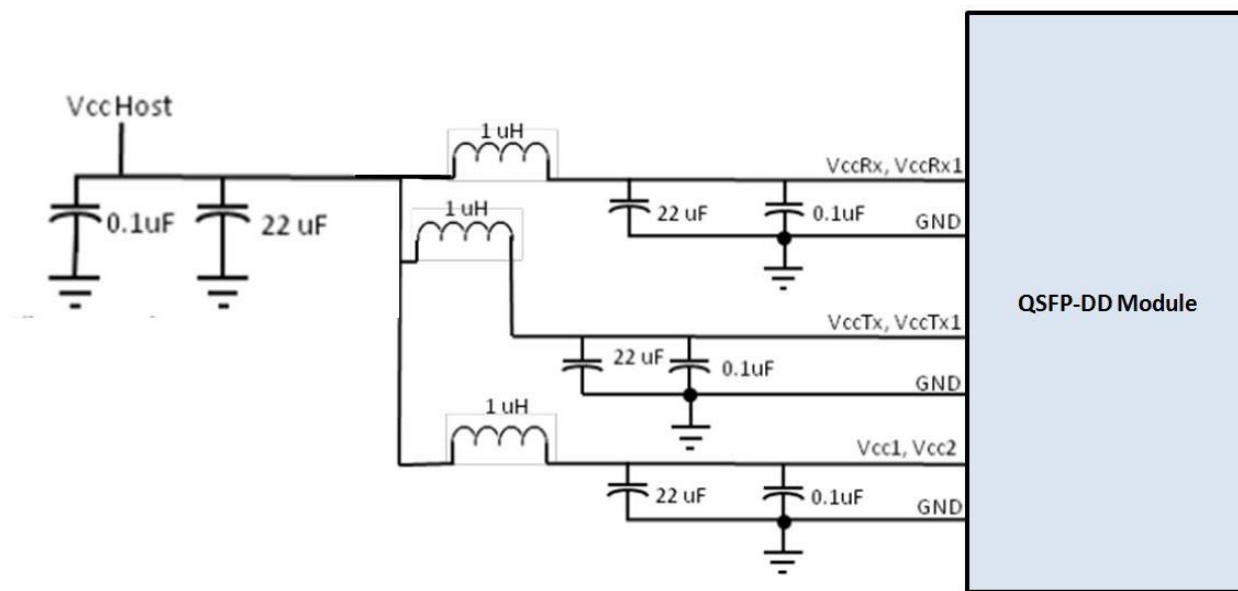 VccHost
0.1uF
22 uF
1 uH
VccRx, VccRx1
22 uF
0.1uF
GND
1 uH
VccTx, VccTx1
22 uF
0.1uF
GND
1 uH
Vcc1, Vcc2
22 uF
0.1uF
GND
QSFP-DD Module